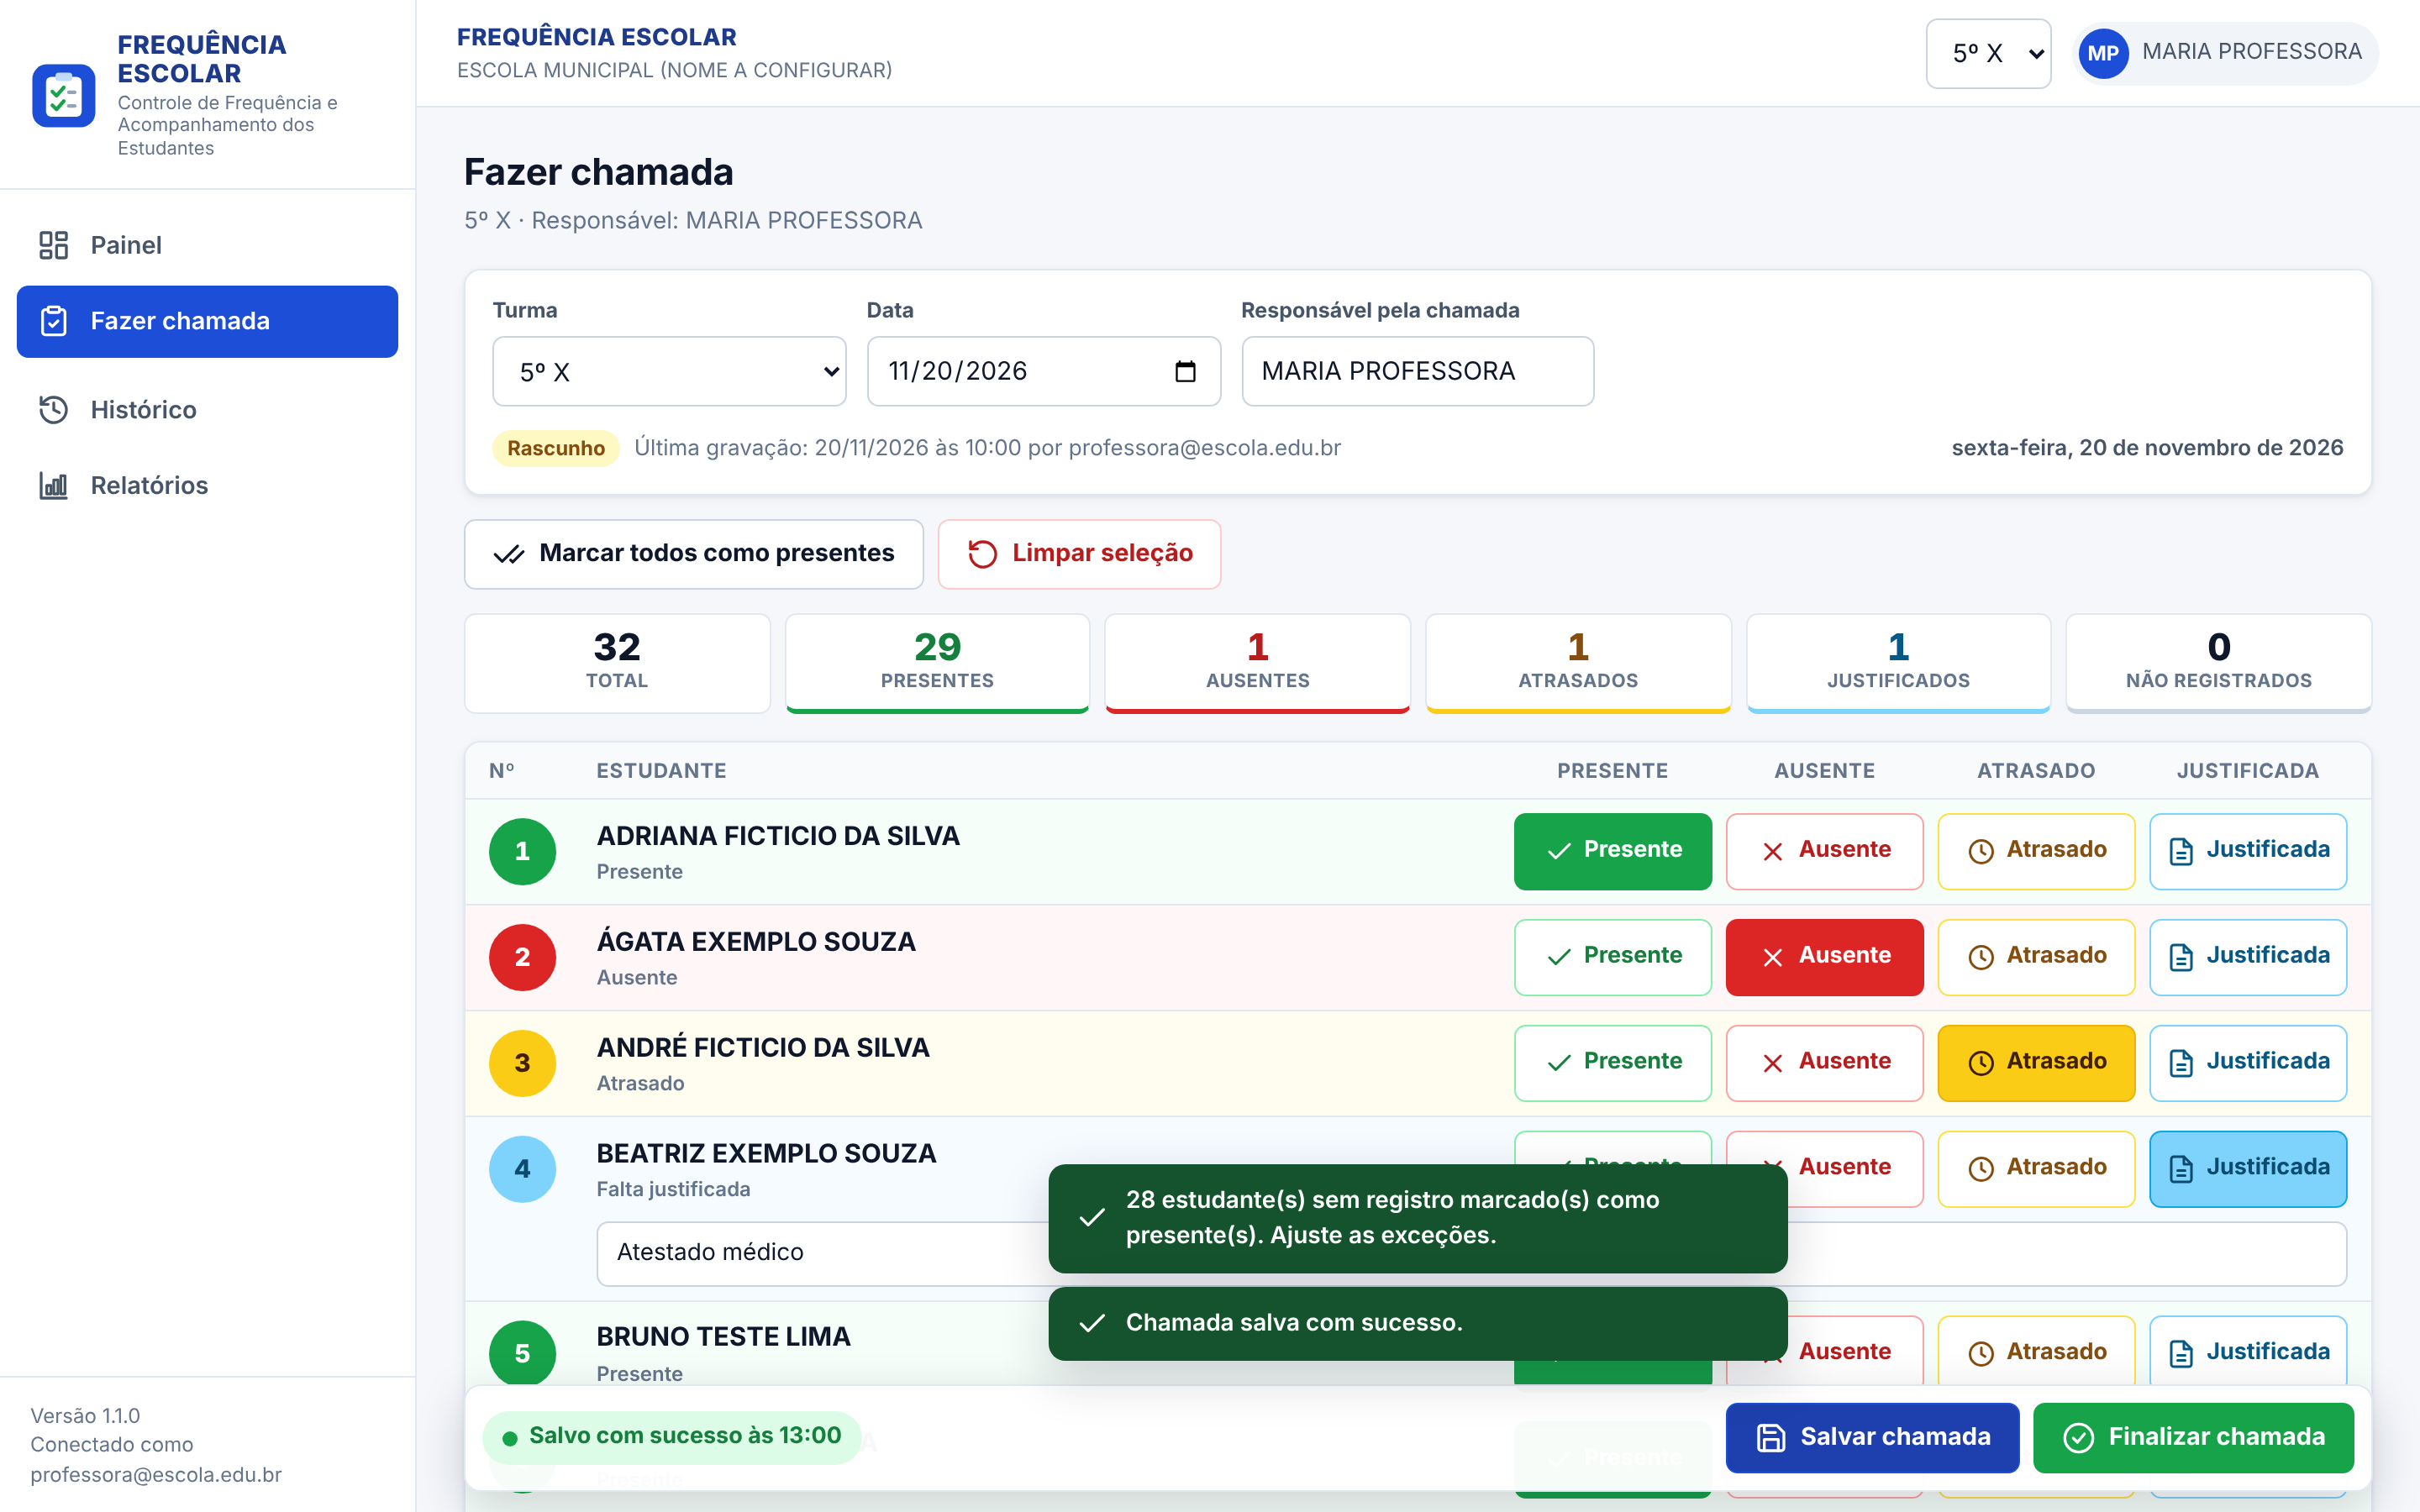 FREQUÊNCIA
ESCOLAR
Controle de Frequência e
Acompanhamento dos
Estudantes
Painel
Fazer chamada
Histórico
Relatórios
Versão 1.1.0
Conectado como
professora@escola.edu.br
FREQUÊNCIA ESCOLAR
ESCOLA MUNICIPAL (NOME A CONFIGURAR)
5º X
MP MARIA PROFESSORA
Fazer chamada
5º X · Responsável: MARIA PROFESSORA
Turma Data Responsável pela chamada
5º X 11/20/2026 MARIA PROFESSORA
Rascunho Última gravação: 20/11/2026 às 10:00 por professora@escola.edu.br sexta-feira, 20 de novembro de 2026
Marcar todos como presentes Limpar seleção
32 29 1 1 1 0
TOTAL PRESENTES AUSENTES ATRASADOS JUSTIFICADOS NÃO REGISTRADOS
Nº ESTUDANTE PRESENTE AUSENTE ATRASADO JUSTIFICADA
1 ADRIANA FICTICIO DA SILVA Presente Ausente Atrasado Justificada
Presente
2 ÁGATA EXEMPLO SOUZA Presente Ausente Atrasado Justificada
Ausente
3 ANDRÉ FICTICIO DA SILVA Presente Ausente Atrasado Justificada
Atrasado
4 BEATRIZ EXEMPLO SOUZA Presente Ausente Atrasado Justificada
Falta justificada
Atestado médico
28 estudante(s) sem registro marcado(s) como
presente(s). Ajuste as exceções.
Chamada salva com sucesso.
5 BRUNO TESTE LIMA Ausente Atrasado Justificada
Presente
Salvo com sucesso às 13:00 Presente Salvar chamada Finalizar chamada
Presente